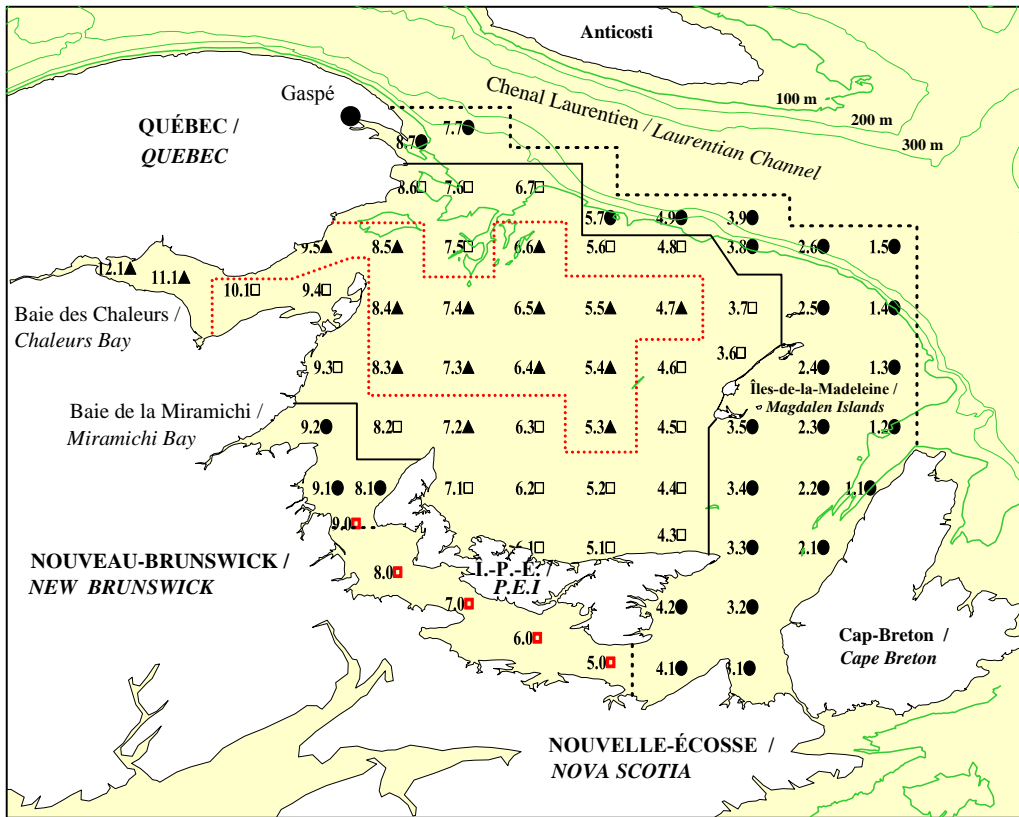 Anticosti
Gaspé
Chenal Laurentien / Laurentian Channel
100 m
200 m
300 m
QUÉBEC /
QUEBEC
8.7 7.7
8.6 7.6 6.7
5.7 4.9 3.9
9.5 8.5 7.5 6.6 5.6 4.8 3.8 2.6 1.5
12.1 11.1
10.1 9.4
8.4 7.4 6.5 5.5 4.7 3.7 2.5 1.4
Baie des Chaleurs /
Chaleurs Bay
3.6
9.3 8.3 7.3 6.4 5.4 4.6 2.4 1.3
Îles-de-la-Madeleine /
Magdalen Islands
Baie de la Miramichi /
Miramichi Bay
9.2 8.2 7.2 6.3 5.3 4.5 3.5 2.3 1.2
9.1 8.1 7.1 6.2 5.2 4.4 3.4 2.2 1.1
9.0
6.1 5.1 4.3 3.3 2.1
NOUVEAU-BRUNSWICK /
NEW BRUNSWICK
I.-P.-É. /
P.E.I
8.0
7.0
4.2 3.2
6.0
5.0
4.1 3.1
Cap-Breton /
Cape Breton
NOUVELLE-ÉCOSSE /
NOVA SCOTIA